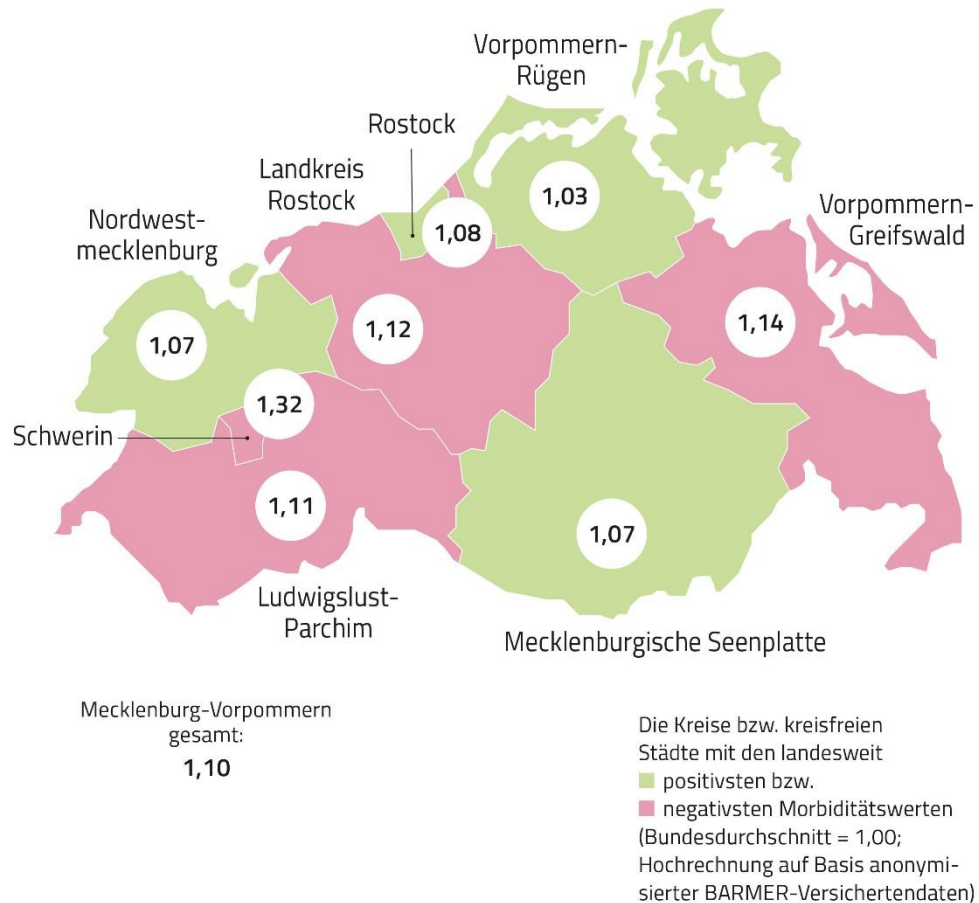 Vorpommern-
Rügen
Rostock
Landkreis
Rostock
Nordwest-
mecklenburg
Vorpommern-
Greifswald
1,03
1,08
1,12
1,14
1,07
1,32
Schwerin
1,11
1,07
Ludwigslust-
Parchim
Mecklenburgische Seenplatte
Mecklenburg-Vorpommern
gesamt:
1,10
Die Kreise bzw. kreisfreien
Städte mit den landesweit
positivsten bzw.
negativsten Morbiditätswerten
(Bundesdurchschnitt = 1,00;
Hochrechnung auf Basis anonymi-
sierter BARMER-Versichertendaten)